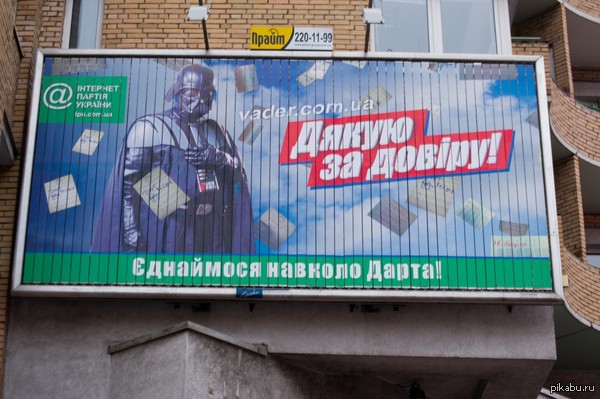 Прайт 220-11-99
@ ІНТЕРНЕТ
ПАРТІЯ
УКРАЇНИ
ipu.com.ua
vader.com.ua
Дякую
за довіру!
Єднаймося навколо Дарта!
pikabu.ru